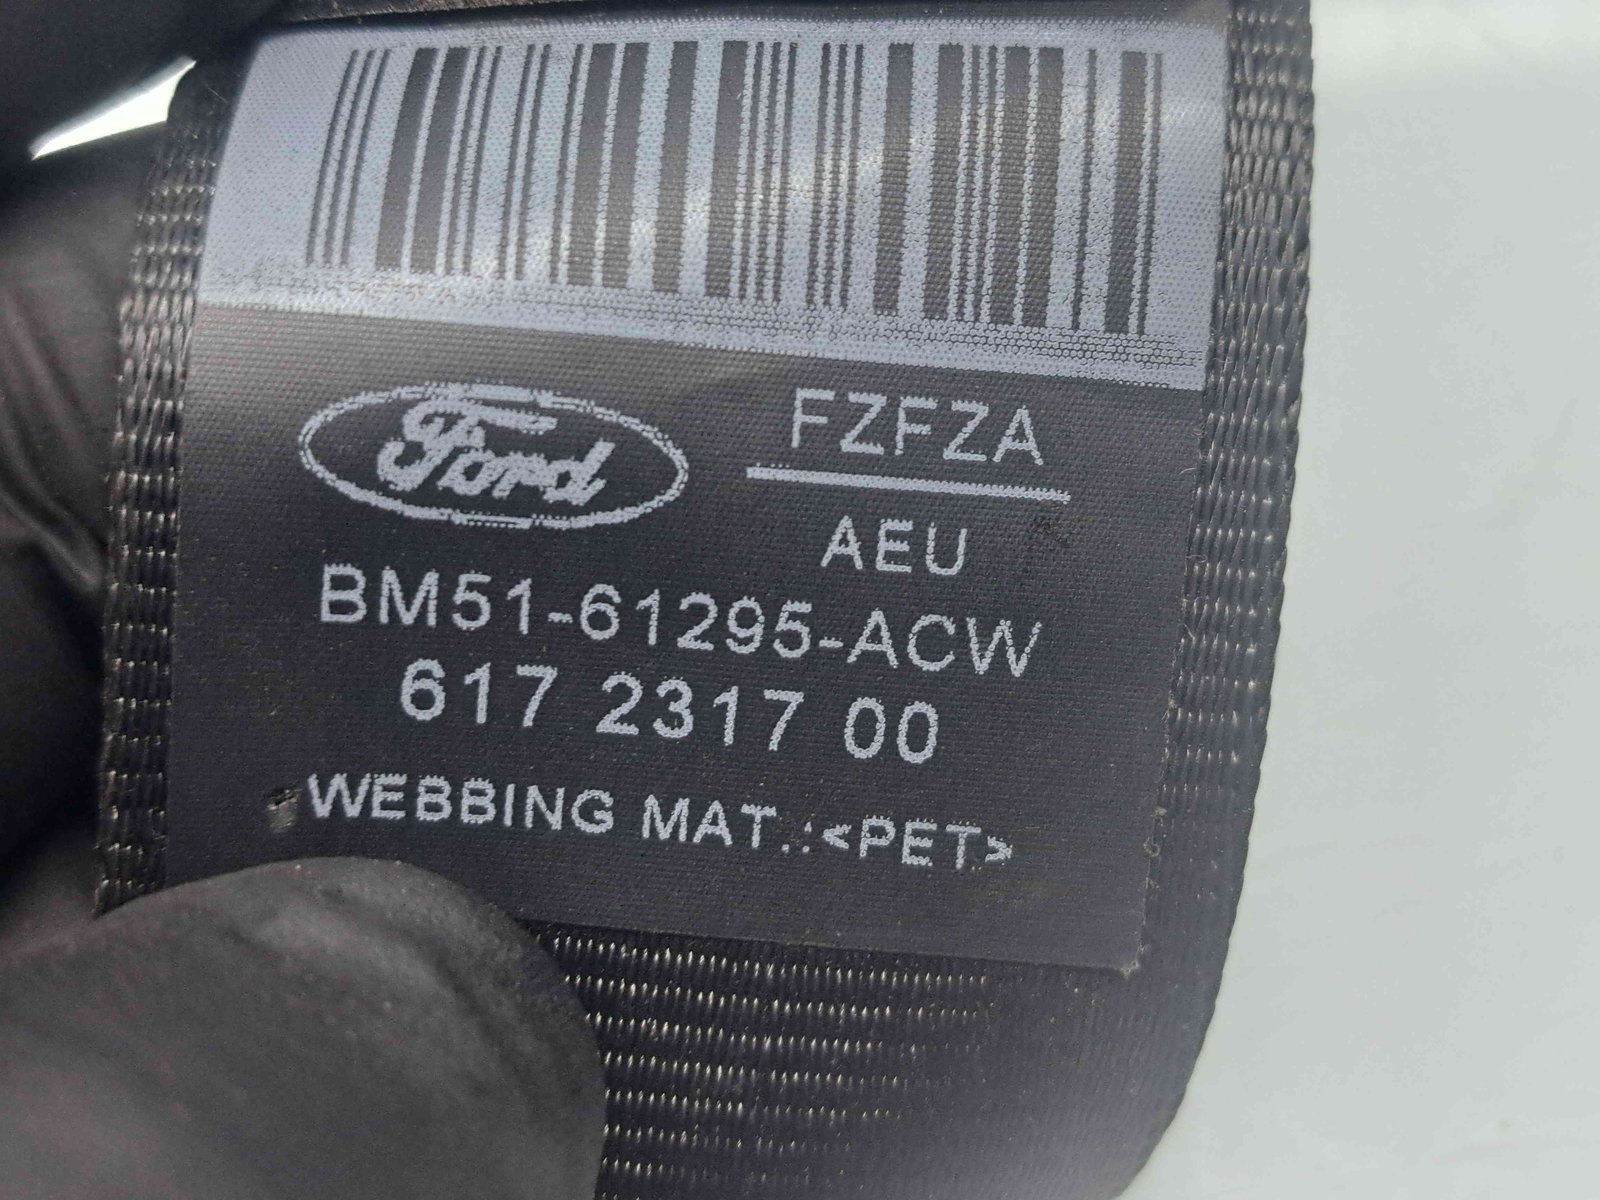 Ford
FZFZA
AEU
BM51-61295-ACW
617 2317 00
WEBBING MAT.:<PET>